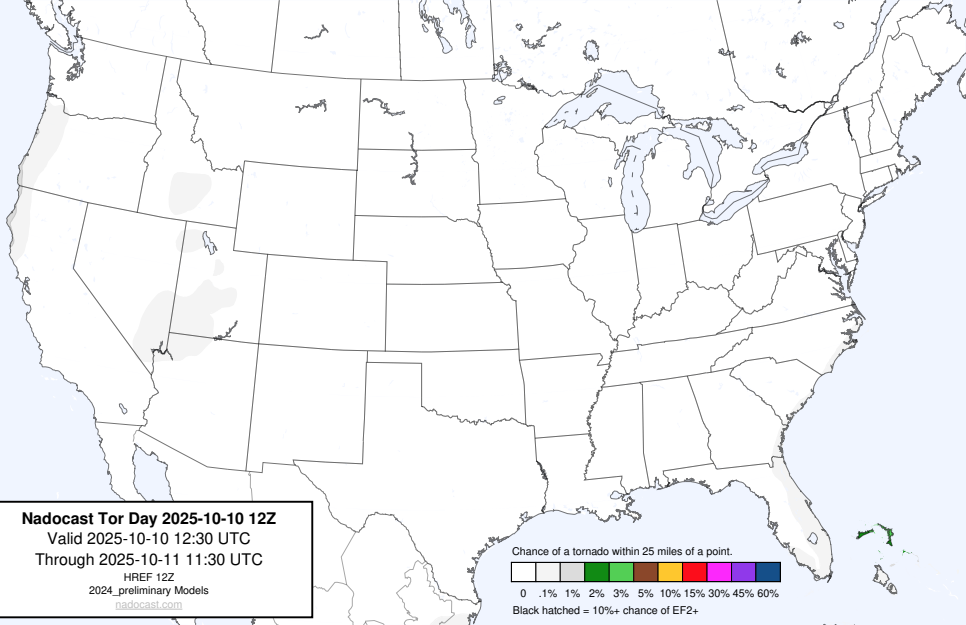 Nadocast Tor Day 2025-10-10 12Z
Valid 2025-10-10 12:30 UTC
Through 2025-10-11 11:30 UTC
HREF 12Z
2024_preliminary Models
nadocast.com
Chance of a tornado within 25 miles of a point.
0 .1% 1% 2% 3% 5% 10% 15% 30% 45% 60%
Black hatched = 10%+ chance of EF2+